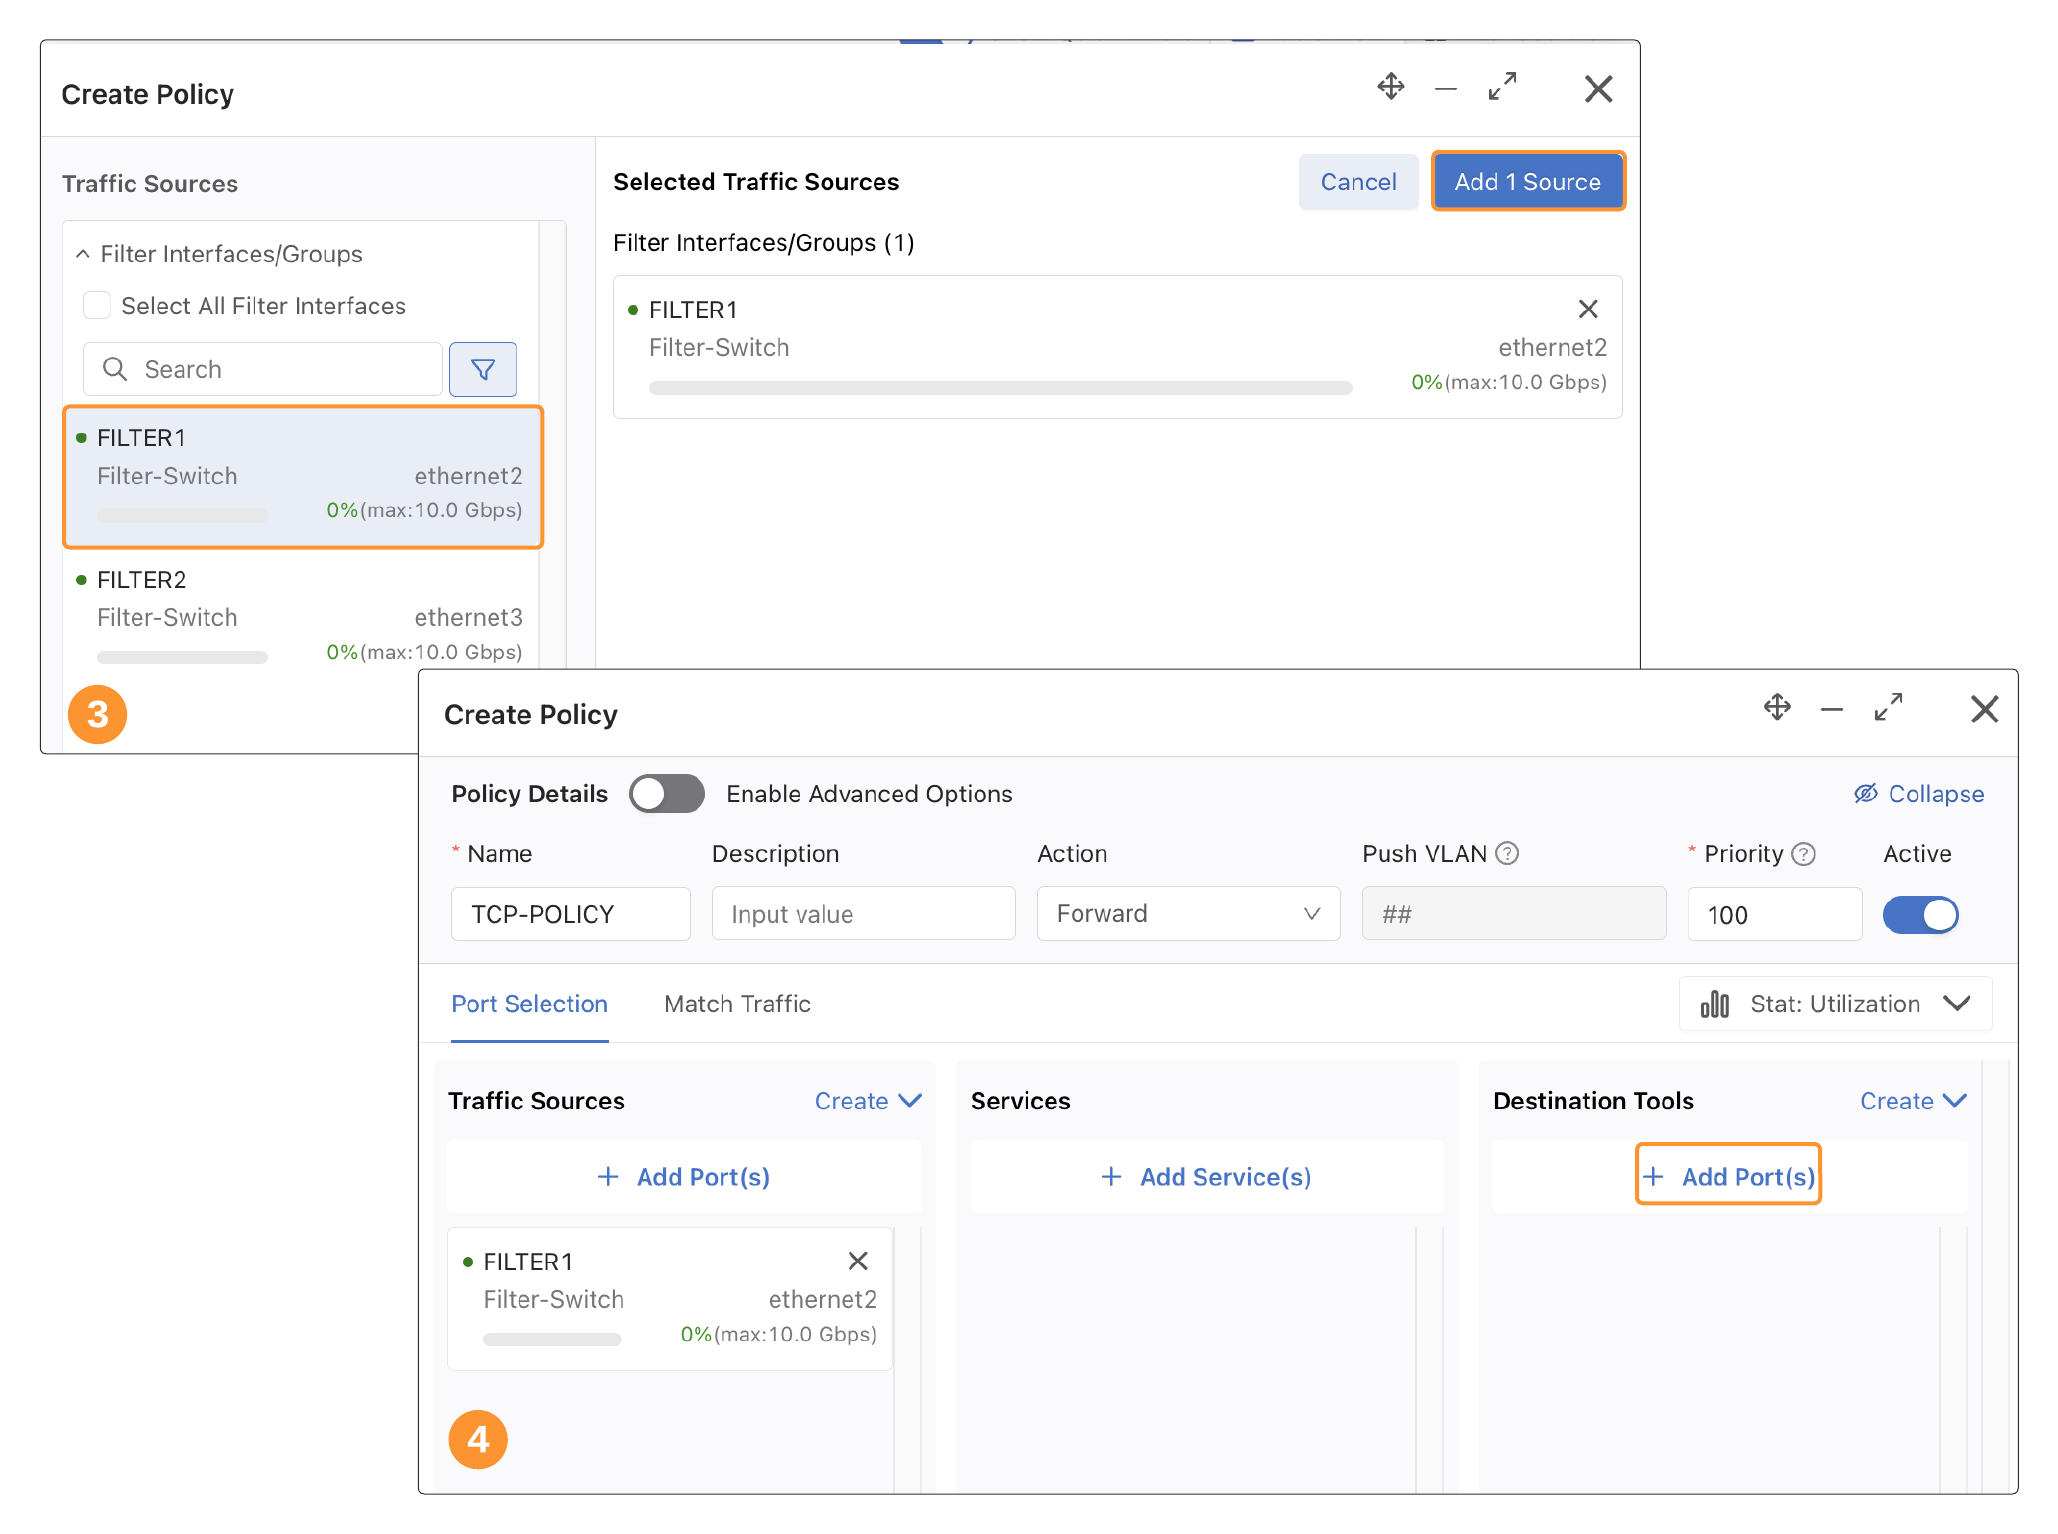 Create Policy
Traffic Sources
Filter Interfaces/Groups
Select All Filter Interfaces
Search
FILTER1
Filter-Switch ethernet2
0%(max:10.0 Gbps)
FILTER2
Filter-Switch ethernet3
0%(max:10.0 Gbps)
3
Selected Traffic Sources
Cancel
Add 1 Source
Filter Interfaces/Groups (1)
FILTER1
Filter-Switch ethernet2
0%(max:10.0 Gbps)
Create Policy
Policy Details Enable Advanced Options Collapse
* Name Description Action Push VLAN ? * Priority ? Active
TCP-POLICY Input value Forward ## 100
Port Selection Match Traffic Stat: Utilization
Traffic Sources Create
+ Add Port(s)
FILTER1
Filter-Switch ethernet2
0%(max:10.0 Gbps)
4
Services
+ Add Service(s)
Destination Tools Create
+ Add Port(s)